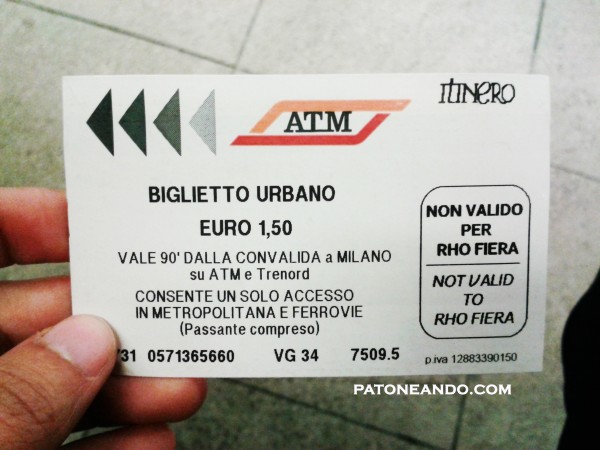 ITINERO
ATM
BIGLIETTO URBANO
EURO 1,50
VALE 90' DALLA CONVALIDA a MILANO
su ATM e Trenord
CONSENTE UN SOLO ACCESSO
IN METROPOLITANA E FERROVIE
(Passante compreso)
NON VALIDO
PER
RHO FIERA
NOT VALID
TO
RHO FIERA
31 0571365660 VG 34 7509.5
p.iva 12883390150
PATONEANDO.COM